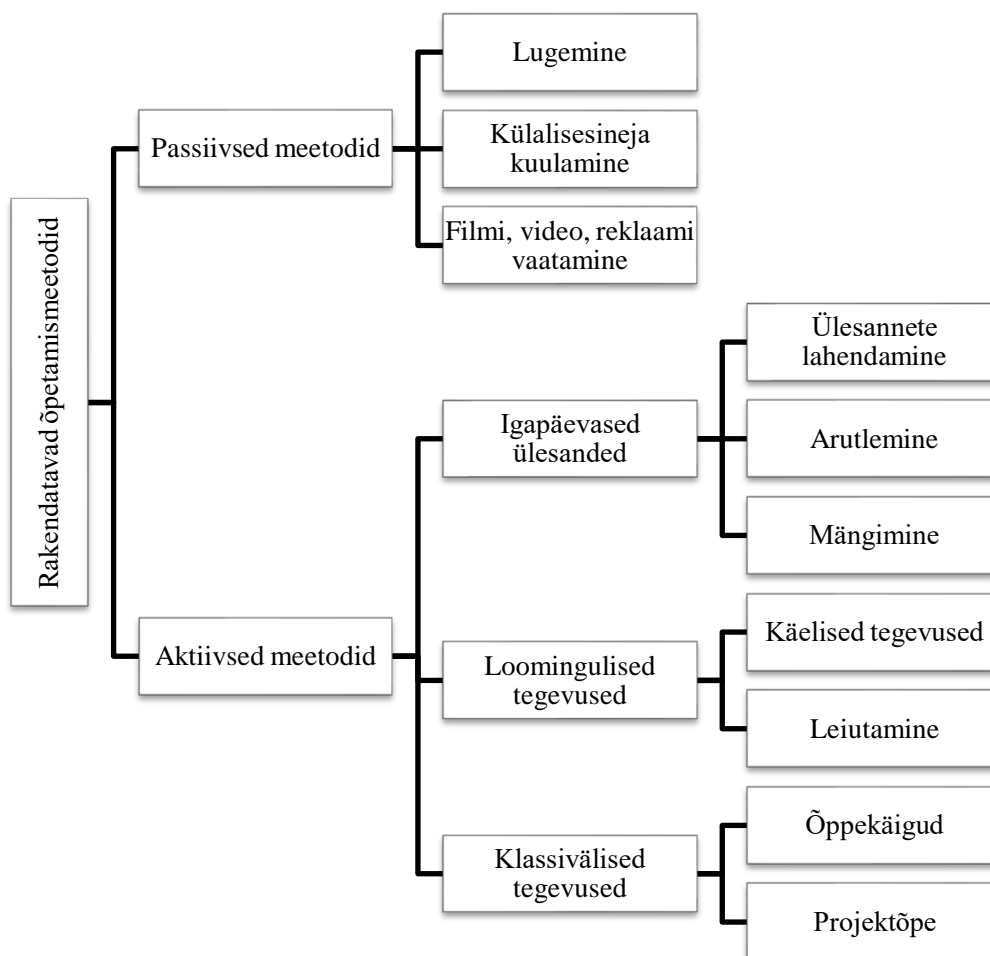 Rakendatavad õpetamismeetodid
Passiivsed meetodid
Lugemine
Külalisesineja
kuulamine
Filmi, video, reklaami
vaatamine
Aktiivsed meetodid
Igapäevased
ülesanded
Ülesannete
lahendamine
Arutlemine
Mängimine
Loomingulised
tegevused
Käelised tegevused
Leiutamine
Klassivälised
tegevused
Õppekäigud
Projektõpe